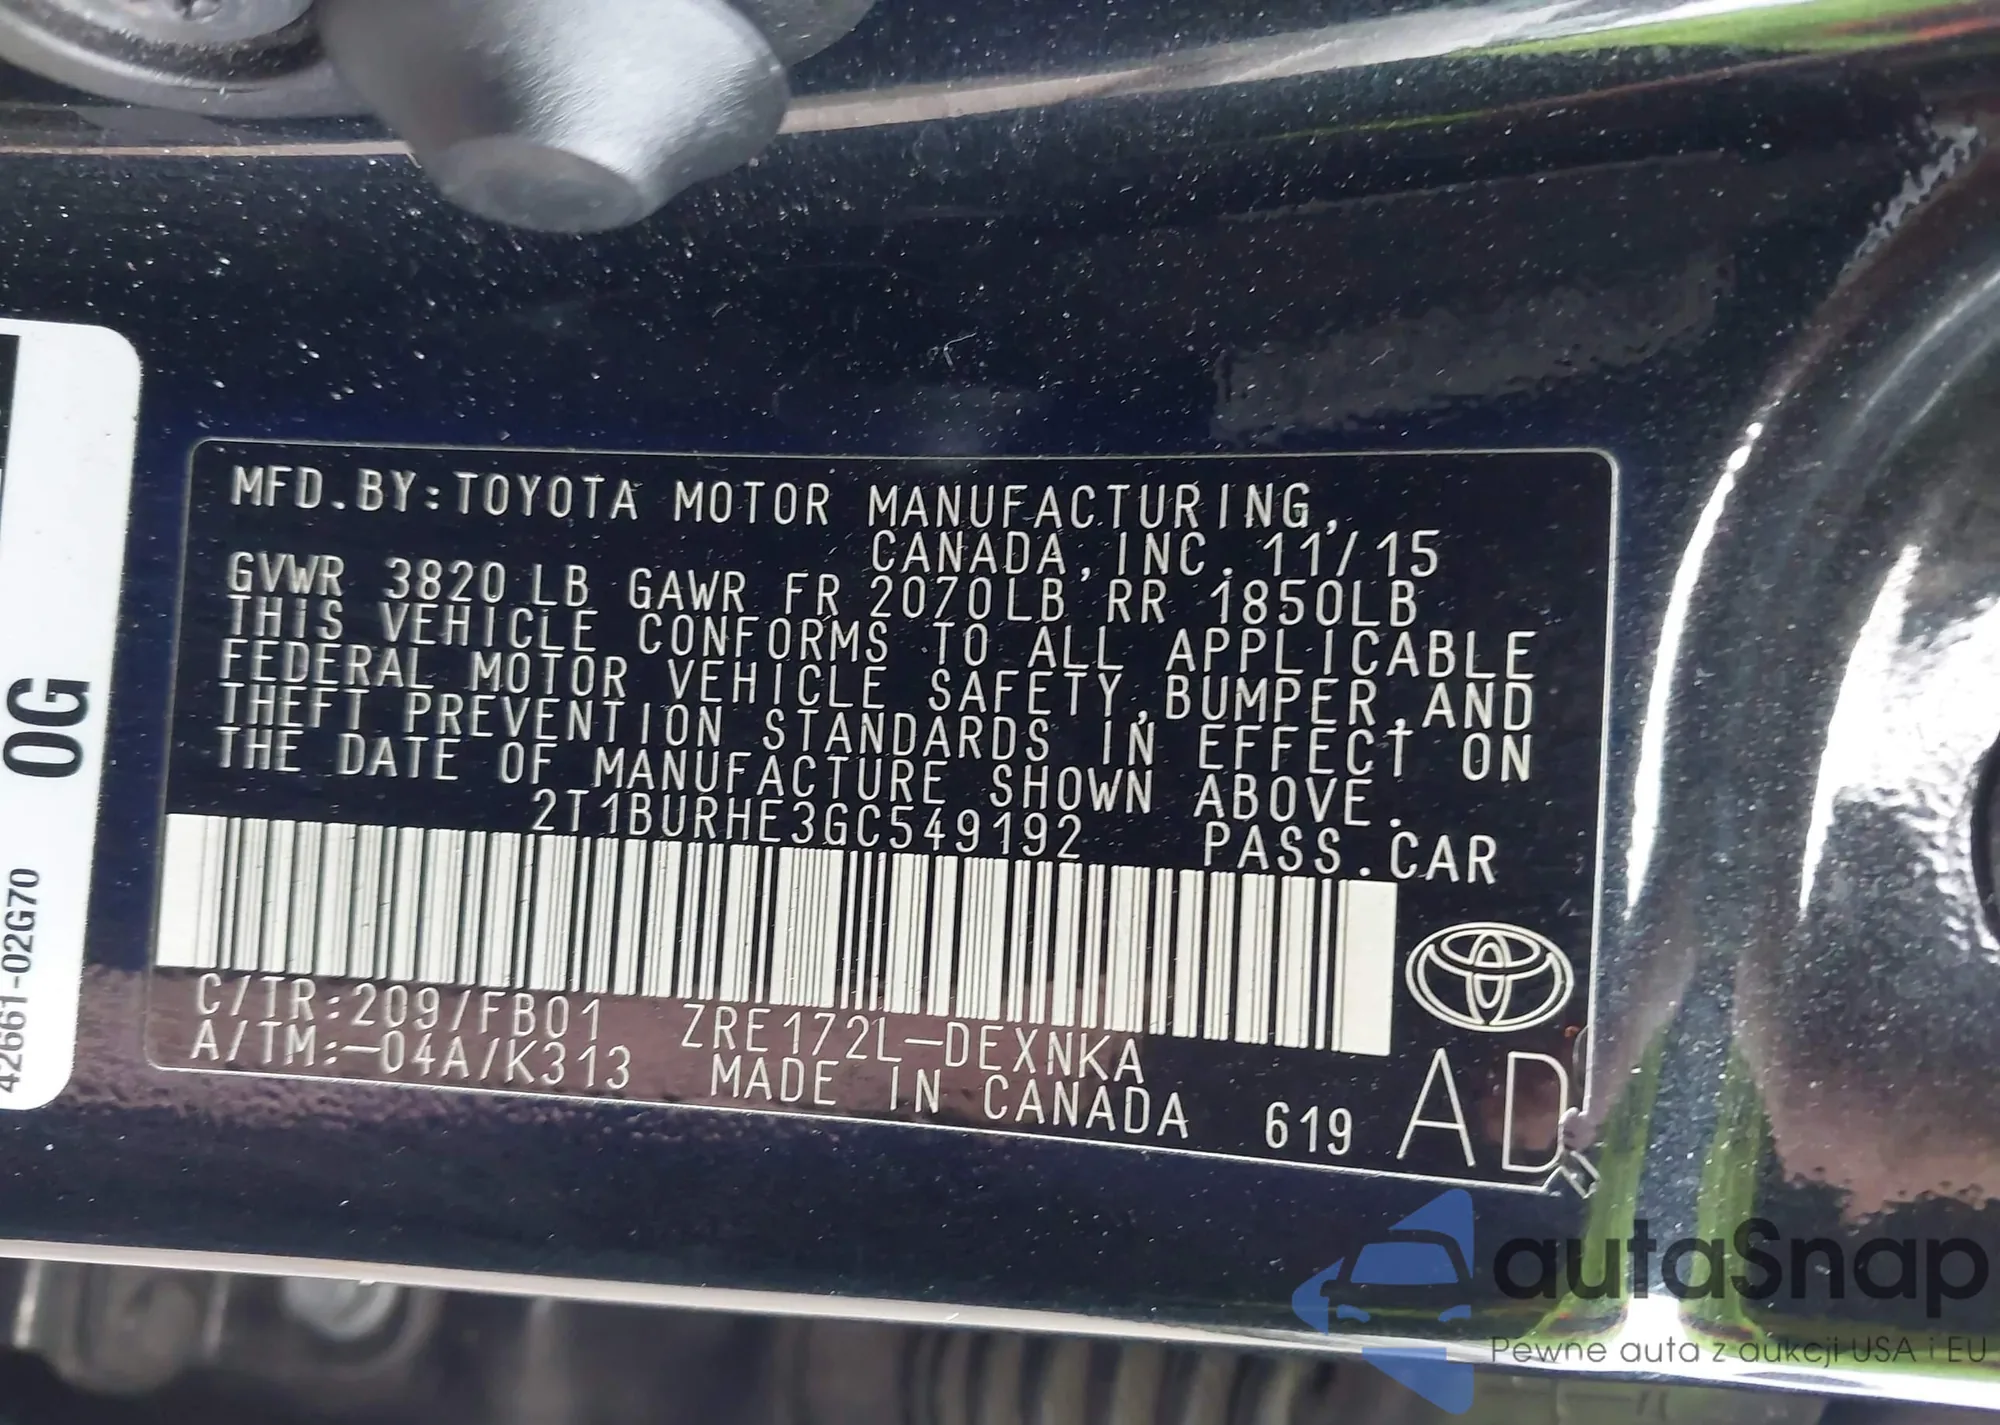 MFD.BY:TOYOTA MOTOR MANUFACTURING,
CANADA,INC. 11/15
GVWR 3820 LB GAWR FR 2070LB RR 1850LB
THIS VEHICLE CONFORMS TO ALL APPLICABLE
FEDERAL MOTOR VEHICLE SAFETY,BUMPER,AND
THEFT PREVENTION STANDARDS IN EFFECT ON
THE DATE OF MANUFACTURE SHOWN ABOVE.
2T1BURHE3GC549192 PASS.CAR
C/TR:209/FB01 ZRE172L-DEXNKA
A/TM:-04A/K313 MADE IN CANADA 619 AD
0G
42661-02G70
autaSnap
Pewne auta z aukcji USA i EU